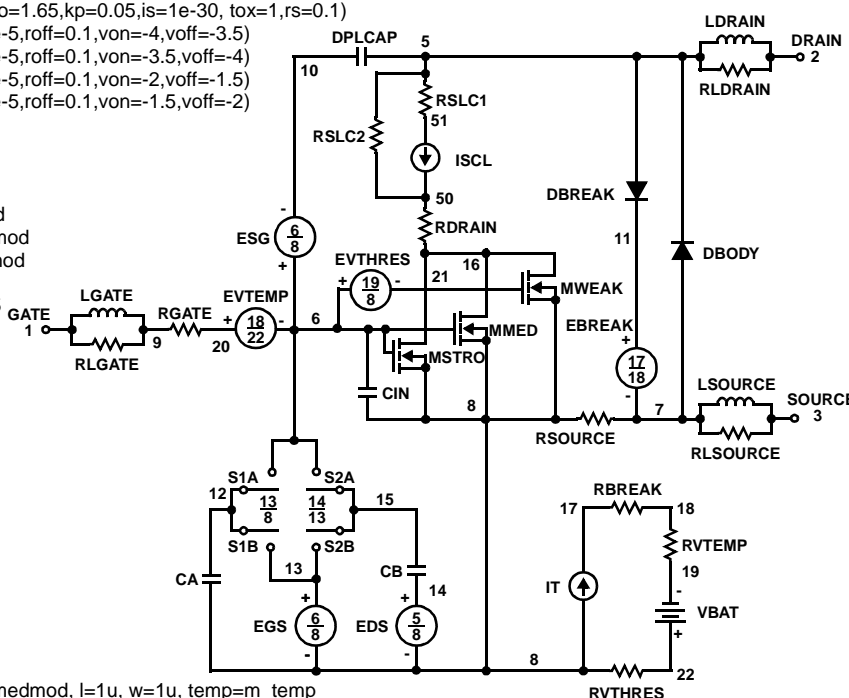 o=1.65,kp=0.05,is=1e-30, tox=1,rs=0.1)
e-5,roff=0.1,von=-4,voff=-3.5)
e-5,roff=0.1,von=-3.5,voff=-4)
e-5,roff=0.1,von=-2,voff=-1.5)
e-5,roff=0.1,von=-1.5,voff=-2)
LDRAIN
DPLCAP 5 DRAIN
10 2
RLDRAIN
RSLC1
51
RSLC2
ISCL
50
DBREAK
RDRAIN
ESG 6/8
+ -
11
DBODY
EVTHRES
+ 19/8 -
21
16
MWEAK
LGATE
GATE
1
RLGATE
9
RGATE
20
EVTEMP
+ 18/22 -
6
MMED
MSTRO
EBREAK
+
17/18
-
CIN
8
RSOURCE
7
LSOURCE
SOURCE
3
RLSOURCE
S1A
S2A
12
13/8
14/13
15
S1B
S2B
13
CA
CB
14
+ +
EGS 6/8
EDS 5/8
- -
RBREAK
17 18
RVTEMP
19
IT
-
VBAT
+
8
22
RVTHRES
medmod, l=1u, w=1u, temp=m_temp